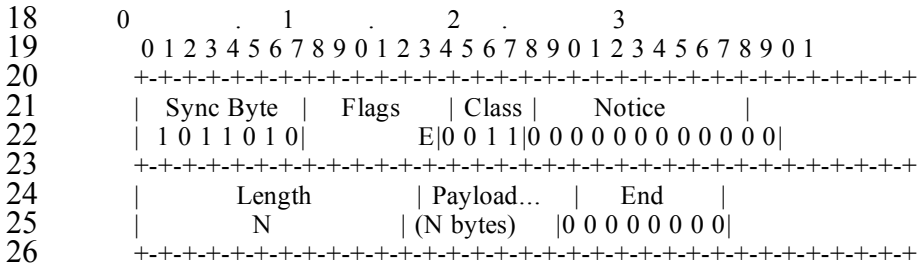 18 0 . 1 . 2 . 3
19 0 1 2 3 4 5 6 7 8 9 0 1 2 3 4 5 6 7 8 9 0 1 2 3 4 5 6 7 8 9 0 1
20 +-+-+-+-+-+-+-+-+-+-+-+-+-+-+-+-+-+-+-+-+-+-+-+-+-+-+-+-+-+-+-+-+
21 | Sync Byte | Flags | Class | Notice |
22 | 1 0 1 1 0 1 0| E|0 0 1 1|0 0 0 0 0 0 0 0 0 0 0 0|
23 +-+-+-+-+-+-+-+-+-+-+-+-+-+-+-+-+-+-+-+-+-+-+-+-+-+-+-+-+-+-+-+-+
24 | Length | Payload... | End |
25 | N | (N bytes) |0 0 0 0 0 0 0 0|
26 +-+-+-+-+-+-+-+-+-+-+-+-+-+-+-+-+-+-+-+-+-+-+-+-+-+-+-+-+-+-+-+-+